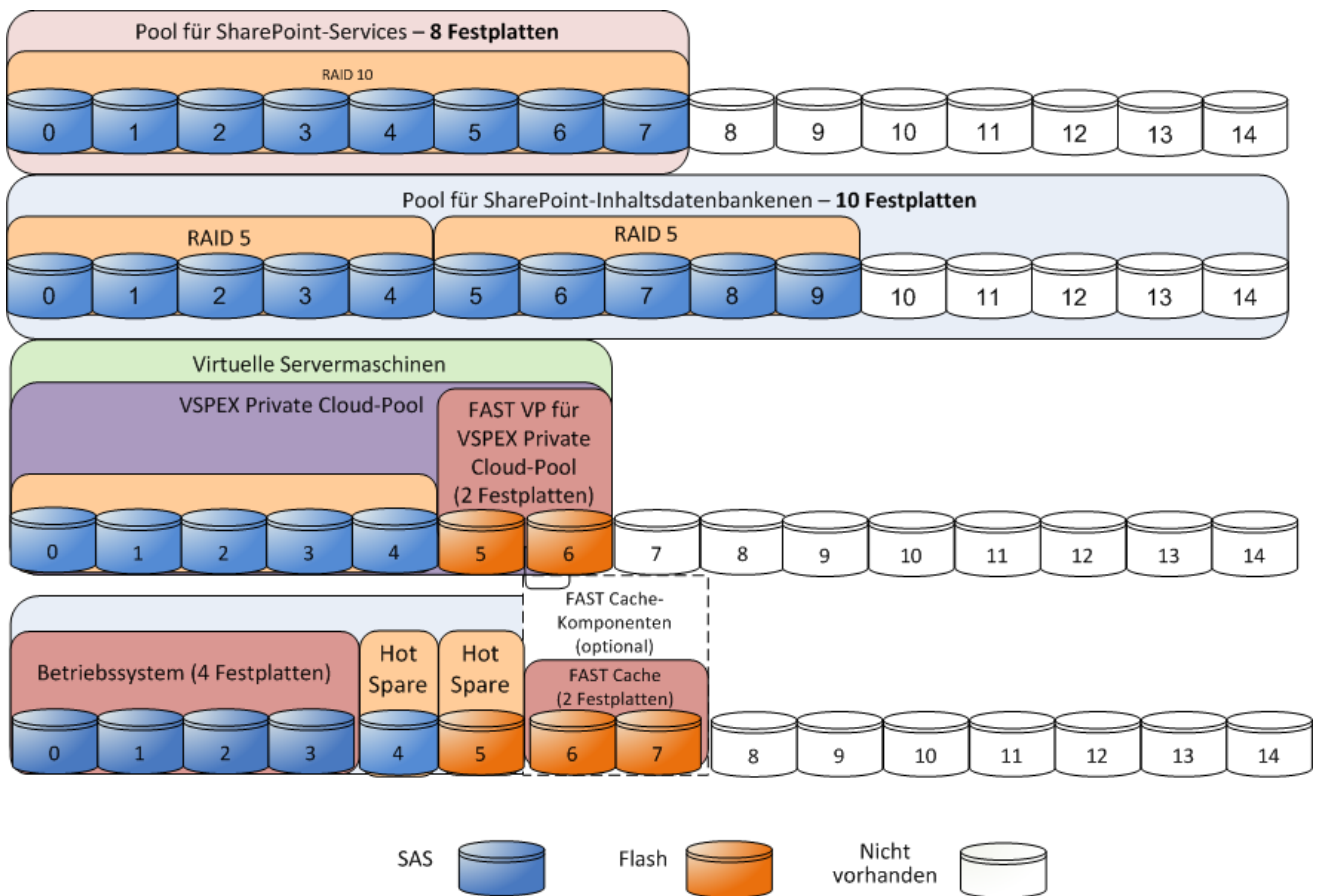 Pool für SharePoint-Services – 8 Festplatten
RAID 10
0 1 2 3 4 5 6 7 8 9 10 11 12 13 14
Pool für SharePoint-Inhaltsdatenbankenen – 10 Festplatten
RAID 5 RAID 5
0 1 2 3 4 5 6 7 8 9 10 11 12 13 14
Virtuelle Servermaschinen
VSPEX Private Cloud-Pool
FAST VP für
VSPEX Private
Cloud-Pool
(2 Festplatten)
0 1 2 3 4 5 6 7 8 9 10 11 12 13 14
FAST Cache-
Komponenten
(optional)
Betriebssystem (4 Festplatten)
Hot
Spare
Hot
Spare
FAST Cache
(2 Festplatten)
0 1 2 3 4 5 6 7 8 9 10 11 12 13 14
SAS
Flash
Nicht
vorhanden